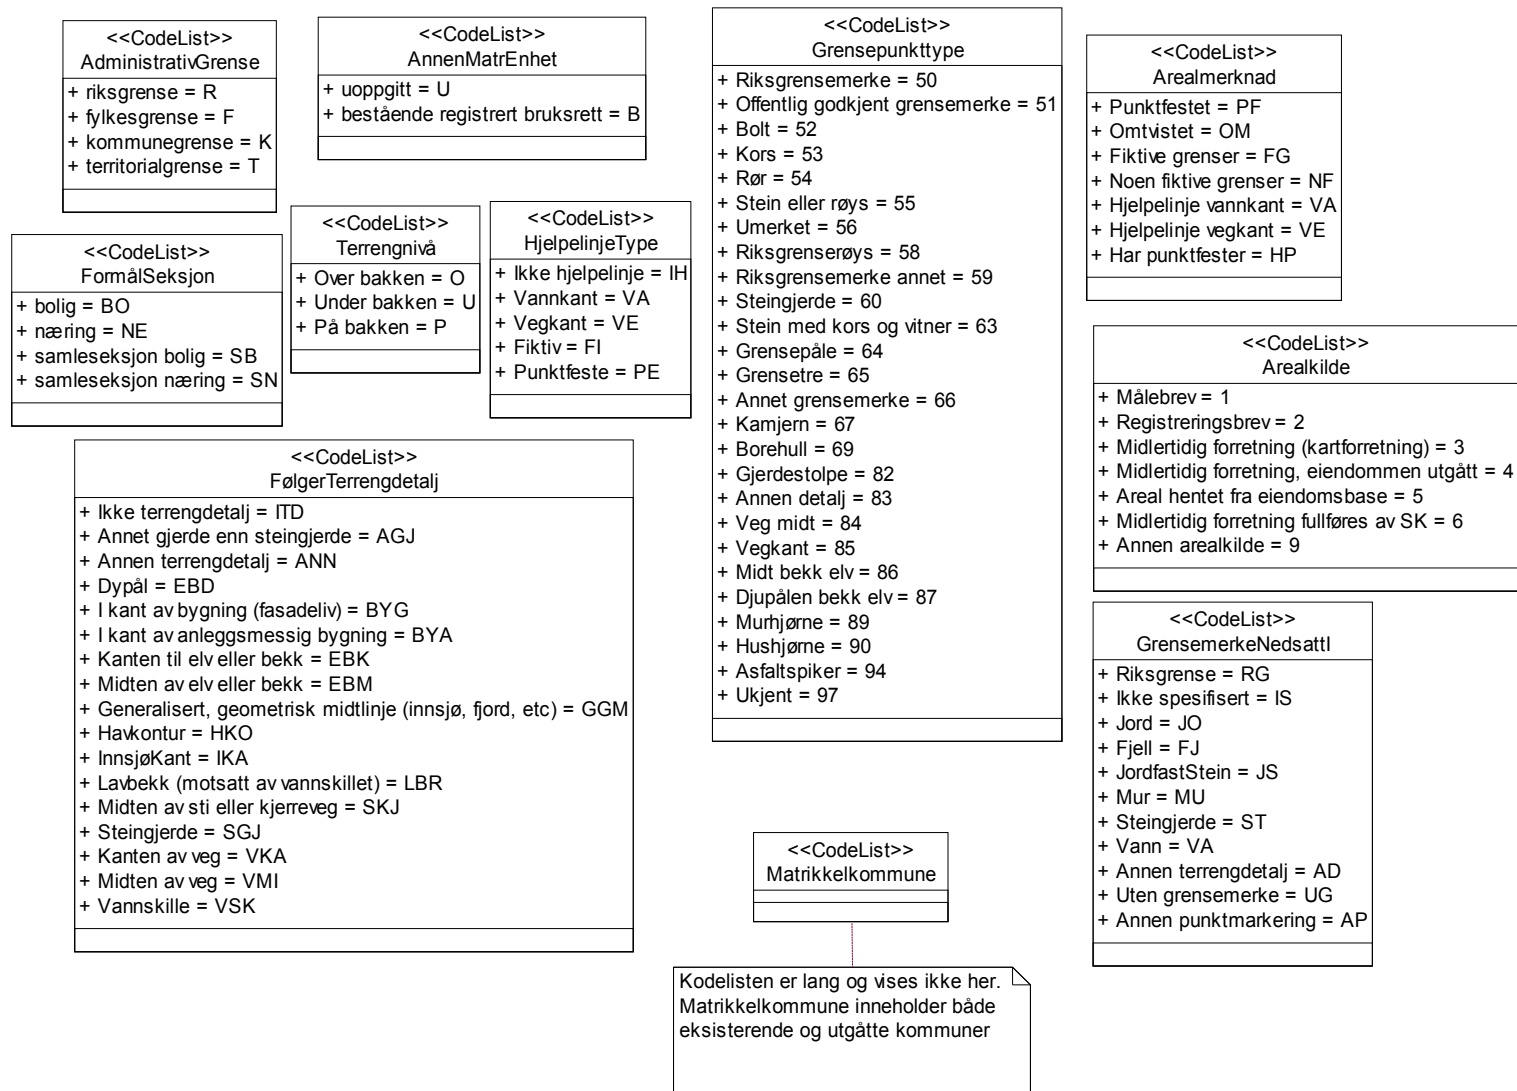 <<CodeList>>
AdministrativGrense
+ riksgrense = R
+ fylkesgrense = F
+ kommunegrense = K
+ territorialgrense = T
<<CodeList>>
AnnenMatrEnhet
+ uoppgitt = U
+ bestående registrert bruksrett = B
<<CodeList>>
Grensepunkttype
+ Riksgrensemerke = 50
+ Offentlig godkjent grensemerke = 51
+ Bolt = 52
+ Kors = 53
+ Rør = 54
+ Stein eller røys = 55
+ Umerket = 56
+ Riksgrenserøys = 58
+ Riksgrensemerke annet = 59
+ Steingjerde = 60
+ Stein med kors og vitner = 63
+ Grensepåle = 64
+ Grensetre = 65
+ Annet grensemerke = 66
+ Kamjern = 67
+ Borehull = 69
+ Gjerdestolpe = 82
+ Annen detalj = 83
+ Veg midt = 84
+ Vegkant = 85
+ Midt bekk elv = 86
+ Djupålen bekk elv = 87
+ Murhjørne = 89
+ Hushjørne = 90
+ Asfaltspiker = 94
+ Ukjent = 97
<<CodeList>>
Arealmerknad
+ Punktfestet = PF
+ Omtvistet = OM
+ Fiktive grenser = FG
+ Noen fiktive grenser = NF
+ Hjelpelinje vannkant = VA
+ Hjelpelinje vegkant = VE
+ Har punktfester = HP
<<CodeList>>
FormålSeksjon
+ bolig = BO
+ næring = NE
+ samleseksjon bolig = SB
+ samleseksjon næring = SN
<<CodeList>>
Terrengnivå
+ Over bakken = O
+ Under bakken = U
+ På bakken = P
<<CodeList>>
HjelpelinjeType
+ Ikke hjelpelinje = IH
+ Vannkant = VA
+ Vegkant = VE
+ Fiktiv = FI
+ Punktfeste = PE
<<CodeList>>
Arealkilde
+ Målebrev = 1
+ Registreringsbrev = 2
+ Midlertidig forretning (kartforretning) = 3
+ Midlertidig forretning, eiendommen utgått = 4
+ Areal hentet fra eiendomsbase = 5
+ Midlertidig forretning fullføres av SK = 6
+ Annen arealkilde = 9
<<CodeList>>
FølgerTerrengdetalj
+ Ikke terrengdetalj = ITD
+ Annet gjerde enn steingjerde = AGJ
+ Annen terrengdetalj = ANN
+ Dypål = EBD
+ I kant av bygning (fasadeliv) = BYG
+ I kant av anleggsmessig bygning = BYA
+ Kanten til elv eller bekk = EBK
+ Midten av elv eller bekk = EBM
+ Generalisert, geometrisk midtlinje (innsjø, fjord, etc) = GGM
+ Havkontur = HKO
+ InnsjøKant = IKA
+ Lavbekk (motsatt av vannskillet) = LBR
+ Midten av sti eller kjerreveg = SKJ
+ Steingjerde = SGJ
+ Kanten av veg = VKA
+ Midten av veg = VMI
+ Vannskille = VSK
<<CodeList>>
GrensemerkeNedsattI
+ Riksgrense = RG
+ Ikke spesifisert = IS
+ Jord = JO
+ Fjell = FJ
+ JordfastStein = JS
+ Mur = MU
+ Steingjerde = ST
+ Vann = VA
+ Annen terrengdetalj = AD
+ Uten grensemerke = UG
+ Annen punktmarkering = AP
<<CodeList>>
Matrikkelkommune
Kodelisten er lang og vises ikke her.
Matrikkelkommune inneholder både
eksisterende og utgåtte kommuner